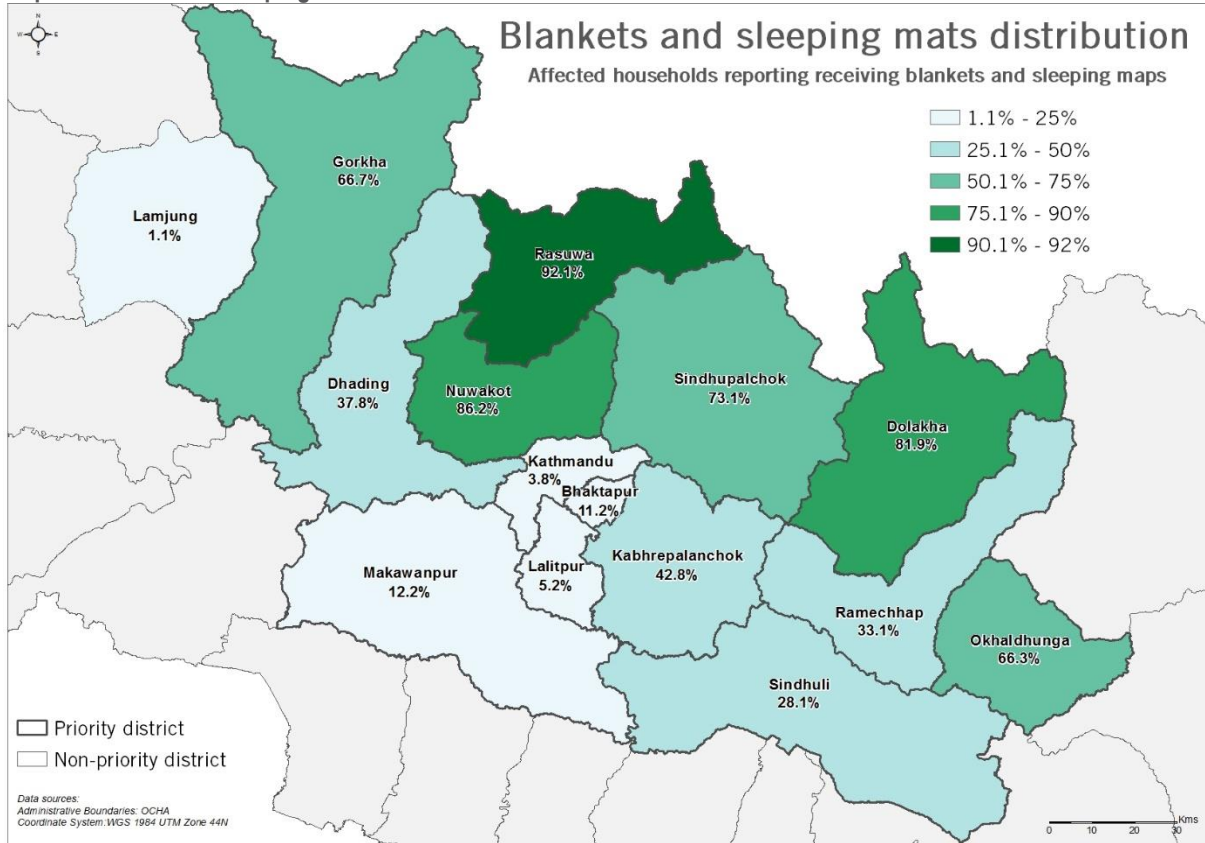 N
W E
S
Blankets and sleeping mats distribution
Affected households reporting receiving blankets and sleeping maps
1.1% - 25%
25.1% - 50%
50.1% - 75%
75.1% - 90%
90.1% - 92%
Gorkha
66.7%
Lamjung
1.1%
Rasuwa
92.1%
Dhading
37.8%
Nuwakot
86.2%
Sindhupalchok
73.1%
Dolakha
81.9%
Kathmandu
3.8%
Bhaktapur
11.2%
Lalitpur
5.2%
Kabhrepalanchok
42.8%
Makawanpur
12.2%
Ramechhap
33.1%
Okhaldhunga
66.3%
Sindhuli
28.1%
Priority district
Non-priority district
Data sources:
Administrative Boundaries: OCHA
Coordinate System:WGS 1984 UTM Zone 44N
Kms
0 10 20 30